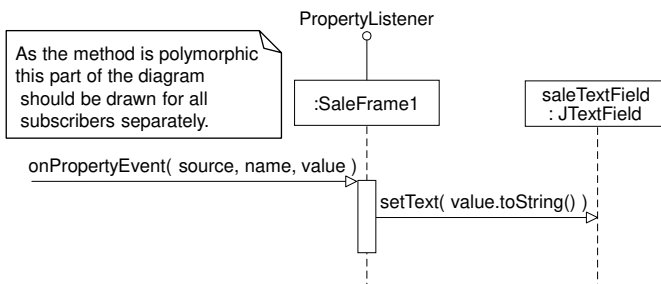 PropertyListener
As the method is polymorphic
this part of the diagram
should be drawn for all
subscribers separately.
:SaleFrame1
saleTextField
: JTextField
onPropertyEvent( source, name, value )
setText( value.toString() )